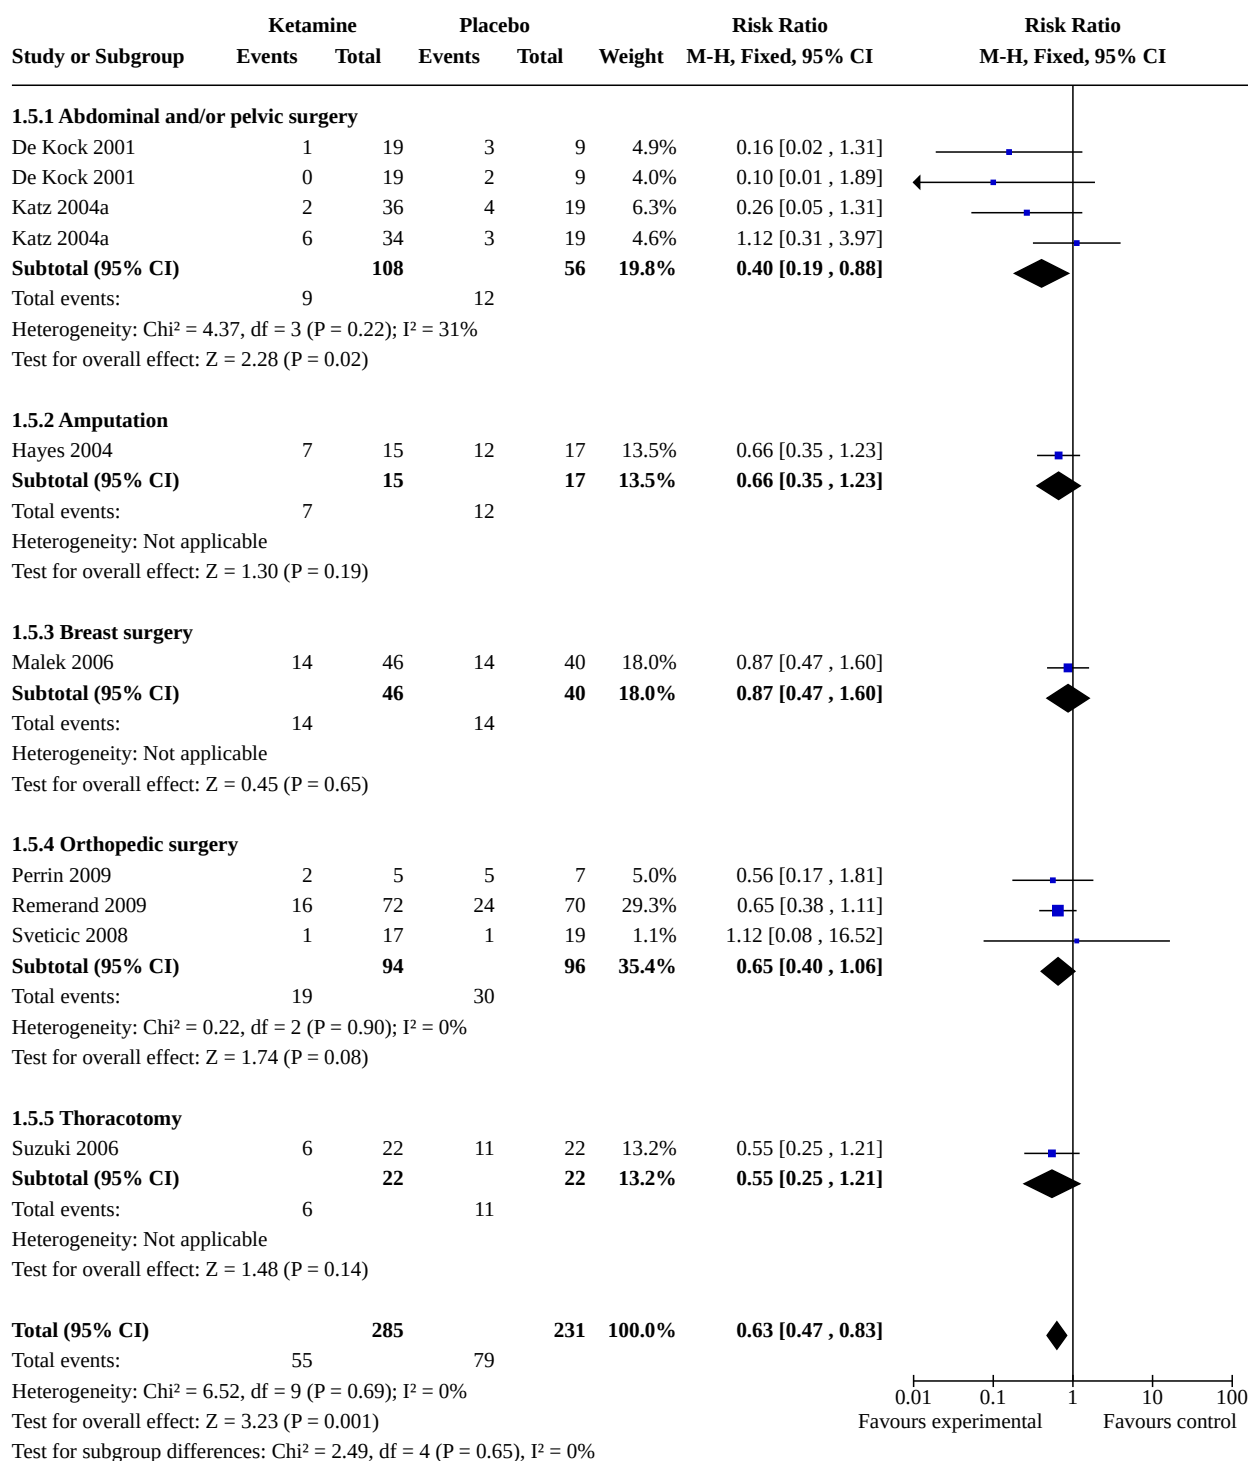 Ketamine Placebo Risk Ratio Risk Ratio
Study or Subgroup Events Total Events Total Weight M-H, Fixed, 95% CI M-H, Fixed, 95% CI
1.5.1 Abdominal and/or pelvic surgery
De Kock 2001 1 19 3 9 4.9% 0.16 [0.02 , 1.31]
De Kock 2001 0 19 2 9 4.0% 0.10 [0.01 , 1.89]
Katz 2004a 2 36 4 19 6.3% 0.26 [0.05 , 1.31]
Katz 2004a 6 34 3 19 4.6% 1.12 [0.31 , 3.97]
Subtotal (95% CI) 108 56 19.8% 0.40 [0.19 , 0.88]
Total events: 9 12
Heterogeneity: Chi² = 4.37, df = 3 (P = 0.22); I² = 31%
Test for overall effect: Z = 2.28 (P = 0.02)
1.5.2 Amputation
Hayes 2004 7 15 12 17 13.5% 0.66 [0.35 , 1.23]
Subtotal (95% CI) 15 17 13.5% 0.66 [0.35 , 1.23]
Total events: 7 12
Heterogeneity: Not applicable
Test for overall effect: Z = 1.30 (P = 0.19)
1.5.3 Breast surgery
Malek 2006 14 46 14 40 18.0% 0.87 [0.47 , 1.60]
Subtotal (95% CI) 46 40 18.0% 0.87 [0.47 , 1.60]
Total events: 14 14
Heterogeneity: Not applicable
Test for overall effect: Z = 0.45 (P = 0.65)
1.5.4 Orthopedic surgery
Perrin 2009 2 5 5 7 5.0% 0.56 [0.17 , 1.81]
Remerand 2009 16 72 24 70 29.3% 0.65 [0.38 , 1.11]
Sveticic 2008 1 17 1 19 1.1% 1.12 [0.08 , 16.52]
Subtotal (95% CI) 94 96 35.4% 0.65 [0.40 , 1.06]
Total events: 19 30
Heterogeneity: Chi² = 0.22, df = 2 (P = 0.90); I² = 0%
Test for overall effect: Z = 1.74 (P = 0.08)
1.5.5 Thoracotomy
Suzuki 2006 6 22 11 22 13.2% 0.55 [0.25 , 1.21]
Subtotal (95% CI) 22 22 13.2% 0.55 [0.25 , 1.21]
Total events: 6 11
Heterogeneity: Not applicable
Test for overall effect: Z = 1.48 (P = 0.14)
Total (95% CI) 285 231 100.0% 0.63 [0.47 , 0.83]
Total events: 55 79
Heterogeneity: Chi² = 6.52, df = 9 (P = 0.69); I² = 0%
0.01 0.1 1 10 100
Test for overall effect: Z = 3.23 (P = 0.001)
Favours experimental Favours control
Test for subgroup differences: Chi² = 2.49, df = 4 (P = 0.65), I² = 0%